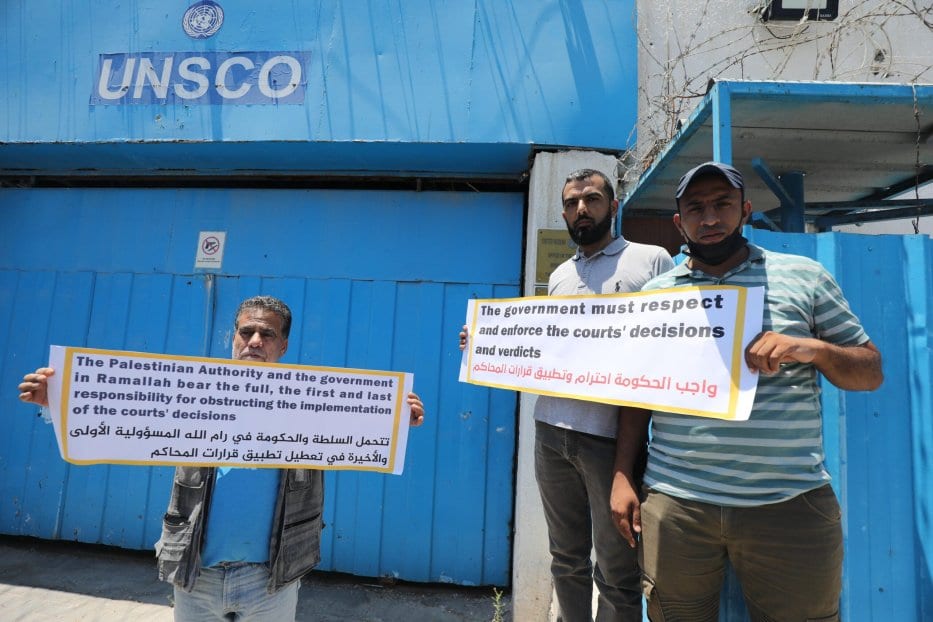 UNSCO
The Palestinian Authority and the government
in Ramallah bear the full, the first and last
responsibility for obstructing the implementation
of the courts' decisions
تتحمل السلطة والحكومة في رام الله المسؤولية الأولى
والأخيرة في تعطيل تطبيق قرارات المحاكم
The government must respect
and enforce the courts' decisions
and verdicts
واجب الحكومة احترام وتطبيق قرارات المحاكم